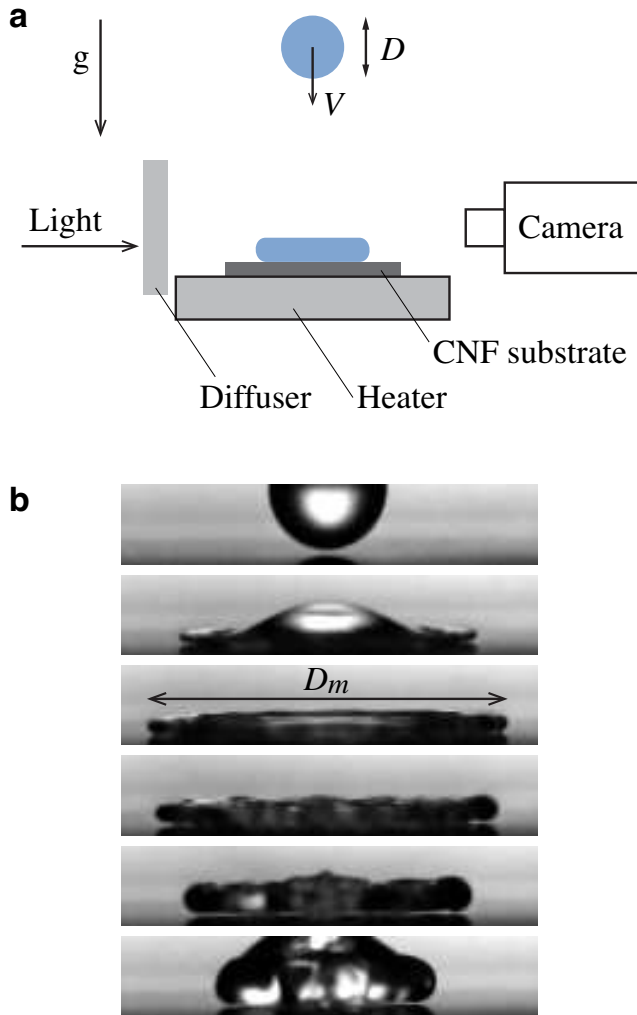 a
g
D
V
Light
Camera
CNF substrate
Diffuser
Heater
b
Dm